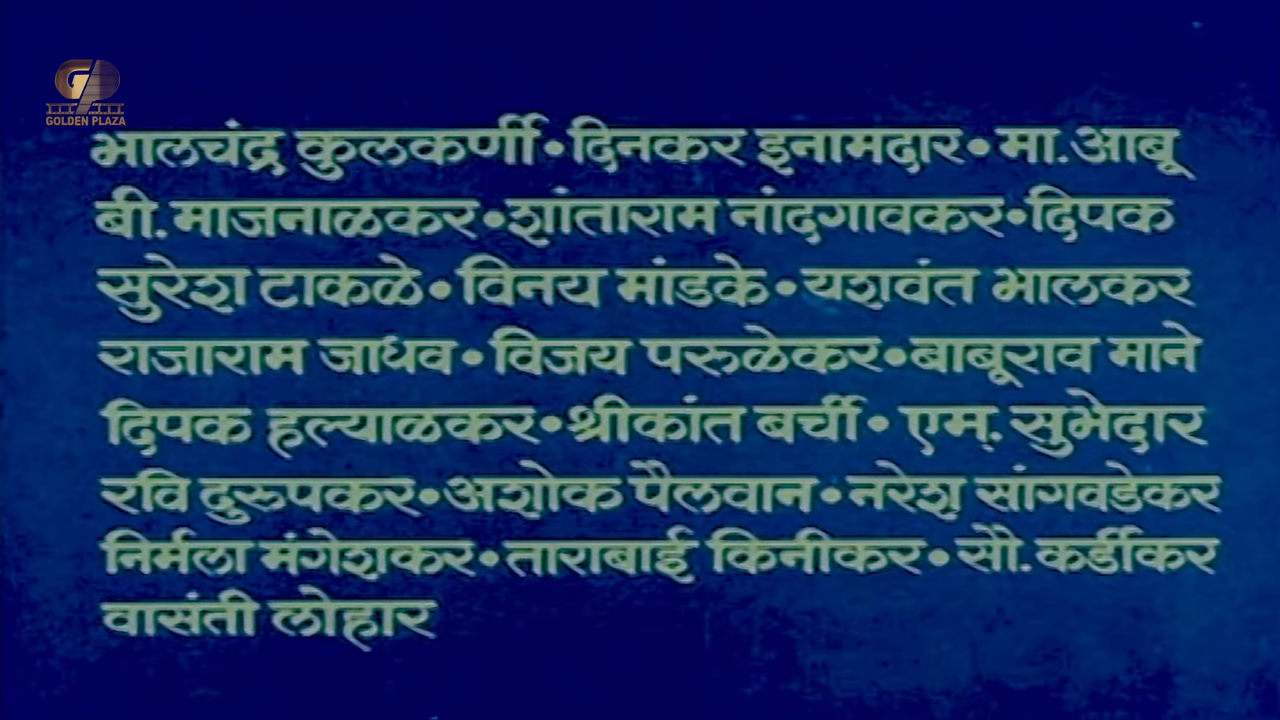 GOLDEN PLAZA
भालचंद्र कुलकर्णी • दिनकर इनामदार • मा. आबू
बी. माजनाळकर • शांताराम नांदगावकर • दिपक
सुरेश टाकळे • विनय मांडके • यशवंत भालकर
राजाराम जाधव • विजय परुळेकर • बाबूराव माने
दिपक हल्याळकर • श्रीकांत बर्ची • एम्. सुभेदार
रवि द्रुरुपकर • अशोक पैलवान • नरेश सांगवडेकर
निर्मला मंगेशकर • ताराबाई किनीकर • सौ. कर्डीकर
वासंती लोहार